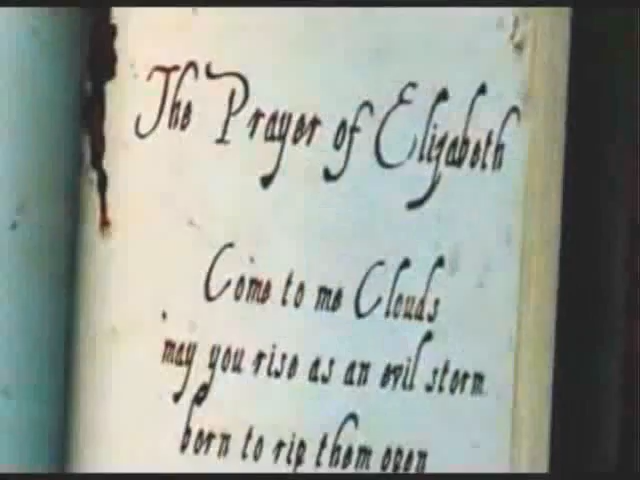 The Prayer of Elizabeth
Come to me Clouds
may you rise as an evil storm
born to rip them open